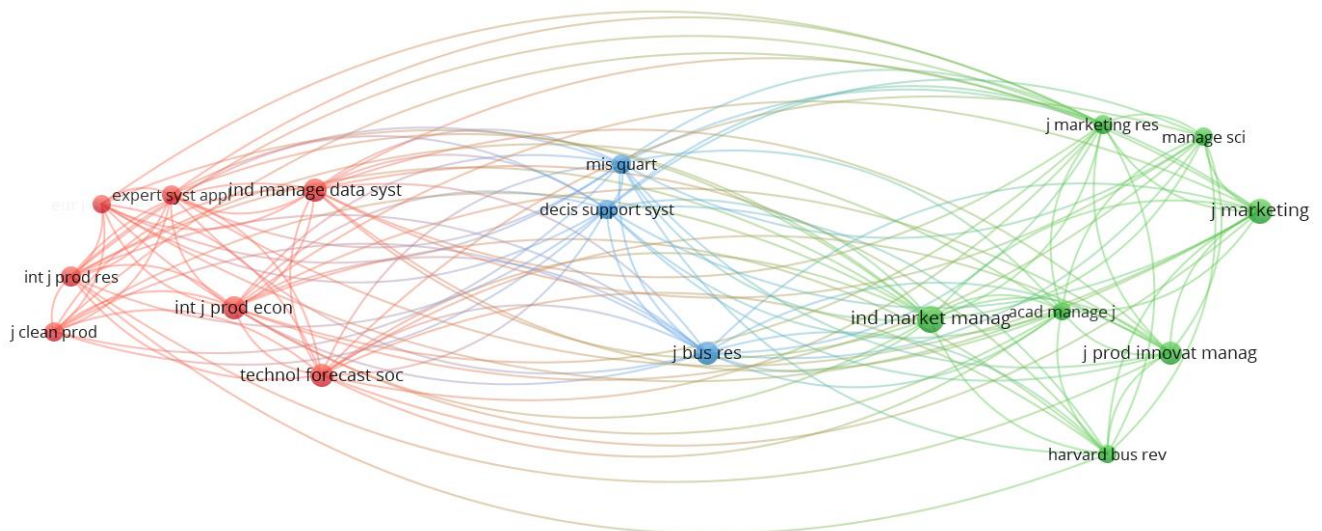 j marketing res
manage sci
mis quart
expert syst appl
ind manage data syst
decis support syst
j marketing
int j prod res
int j prod econ
ind market manag
acad manage j
j clean prod
j bus res
j prod innovat manag
technol forecast soc
harvard bus rev